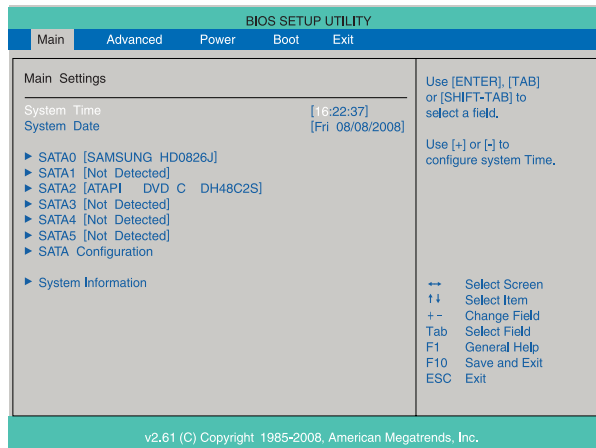 BIOS SETUP UTILITY
Main Advanced Power Boot Exit
Main Settings
System Time [16:22:37]
System Date [Fri 08/08/2008]
► SATA0 [SAMSUNG HD0826J]
► SATA1 [Not Detected]
► SATA2 [ATAPI DVD C DH48C2S]
► SATA3 [Not Detected]
► SATA4 [Not Detected]
► SATA5 [Not Detected]
► SATA Configuration
► System Information
Use [ENTER], [TAB]
or [SHIFT-TAB] to
select a field.
Use [+] or [-] to
configure system Time.
↔ Select Screen
↑↓ Select Item
+- Change Field
Tab Select Field
F1 General Help
F10 Save and Exit
ESC Exit
v2.61 (C) Copyright 1985-2008, American Megatrends, Inc.